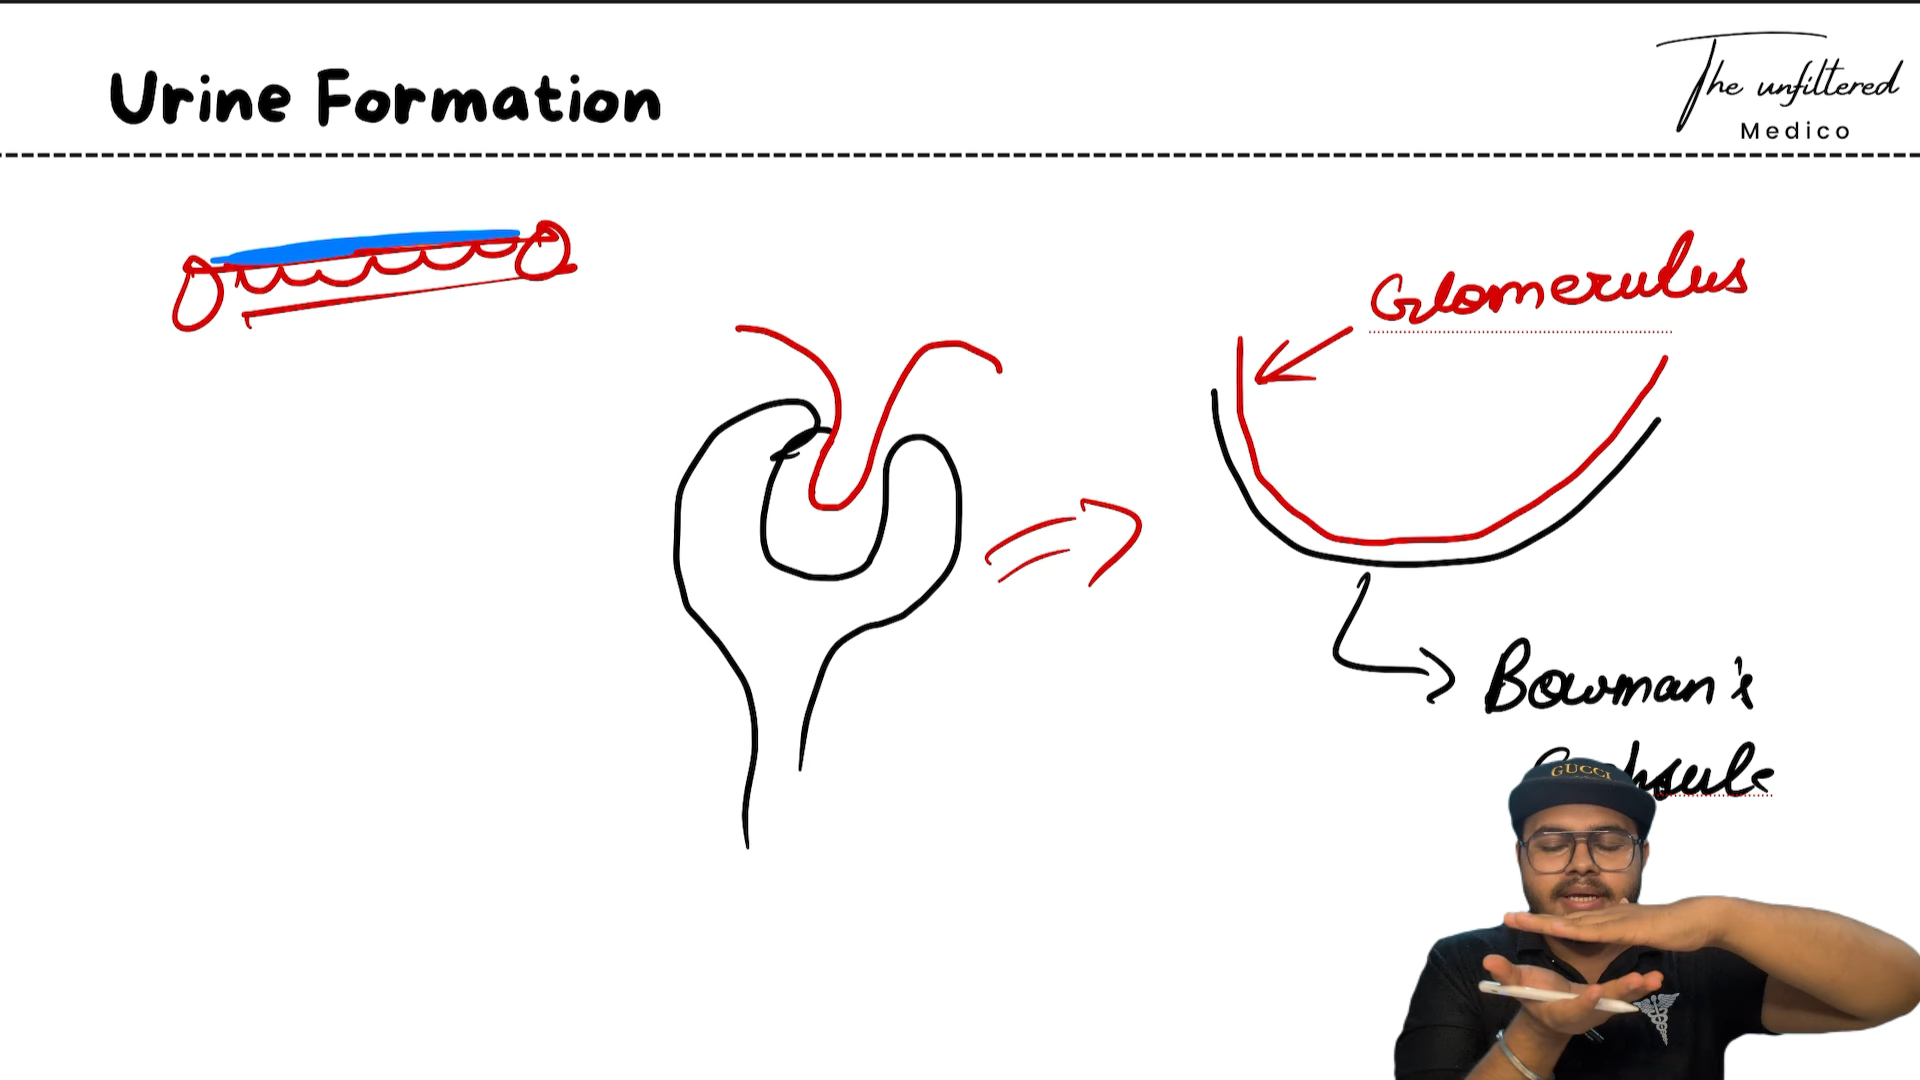 Urine Formation
The unfiltered
Medico
Glomerulus
Bowman's
GUCCI